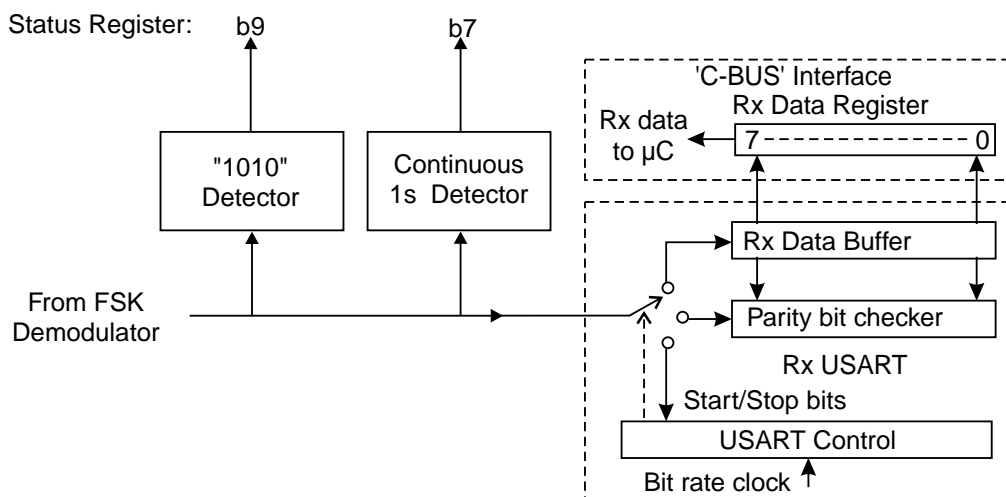 Status Register: b9 b7
'C-BUS' Interface
Rx Data Register
Rx data
to µC
7 0
"1010"
Detector
Continuous
1s Detector
Rx Data Buffer
From FSK
Demodulator
Parity bit checker
Rx USART
Start/Stop bits
USART Control
Bit rate clock